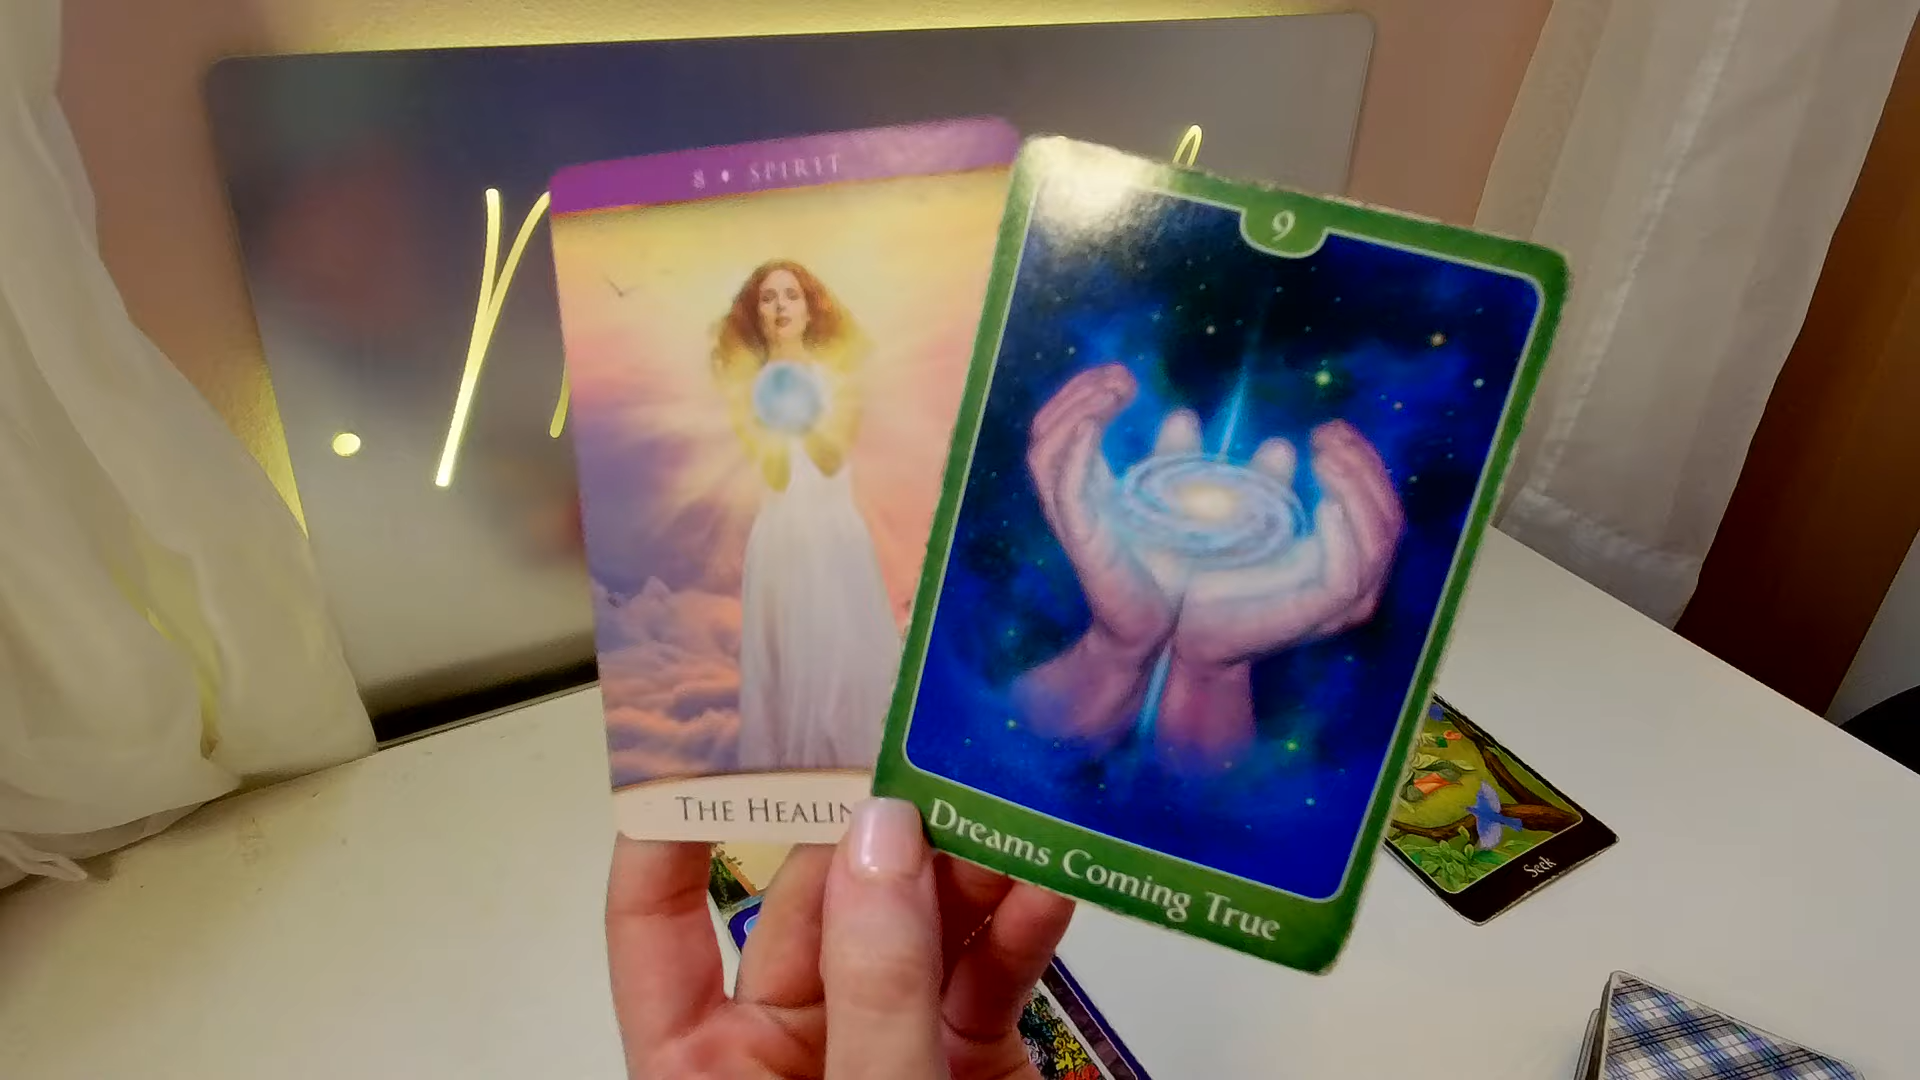 8 • SPIRIT
THE HEALIN
9
Dreams Coming True
Seek